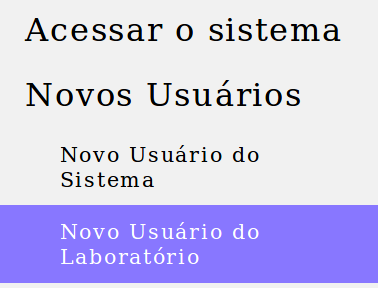 Acessar o sistema
Novos Usuários
Novo Usuário do
Sistema
Novo Usuário do
Laboratório